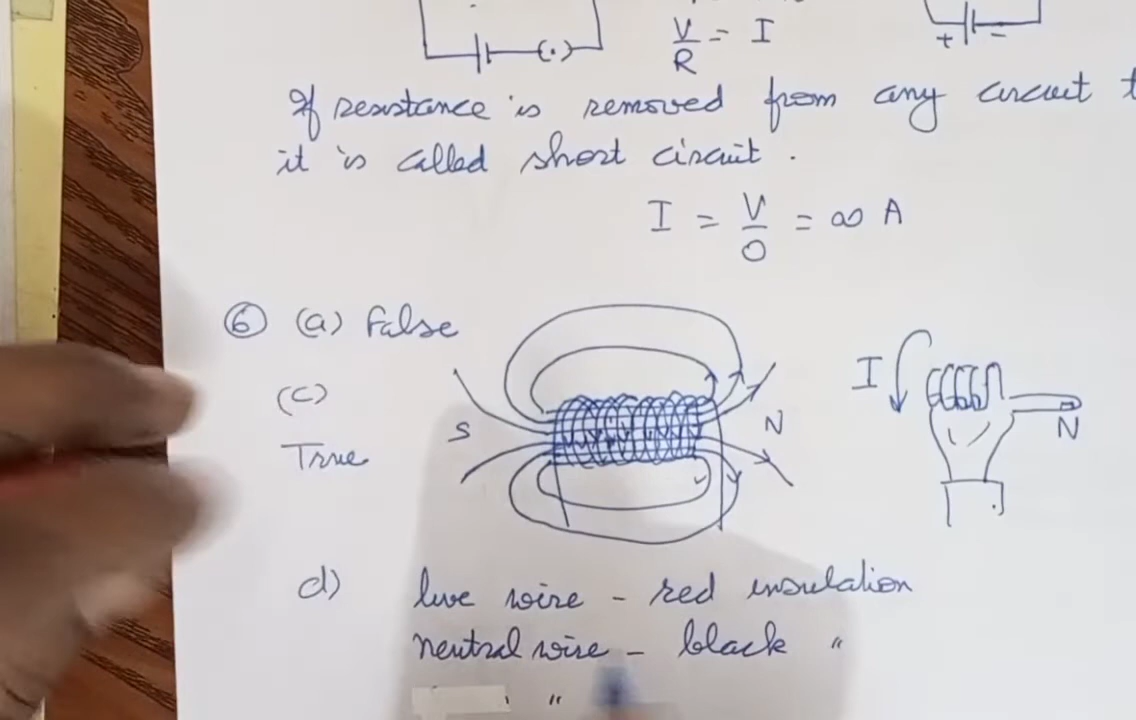 V/R = I
+ −
If resistance is removed from any circuit
it is called short circuit .
I = V/0 = ∞ A
⑥ (a) False
(c)
True
S
N
I
N
d) live wire - red insulation
neutral wire - black "
"